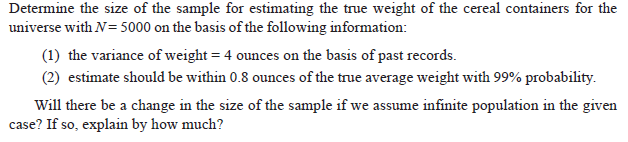 Determine the size of the sample for estimating the true weight of the cereal containers for the
universe with N= 5000 on the basis of the following information:
(1) the variance of weight = 4 ounces on the basis of past records.
(2) estimate should be within 0.8 ounces of the true average weight with 99% probability.
Will there be a change in the size of the sample if we assume infinite population in the given
case? If so, explain by how much?